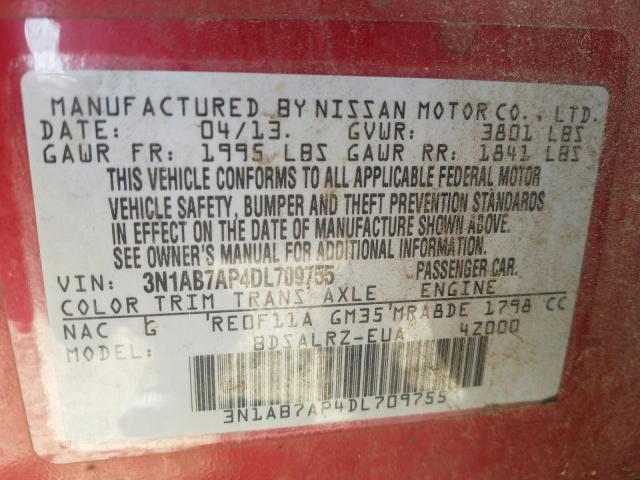 MANUFACTURED BY NISSAN MOTOR CO., LTD.
DATE: 04/13. GVWR: 3801 LBS
GAWR FR: 1995 LBS GAWR RR: 1841 LBS
THIS VEHICLE CONFORMS TO ALL APPLICABLE FEDERAL MOTOR
VEHICLE SAFETY, BUMPER AND THEFT PREVENTION STANDARDS
IN EFFECT ON THE DATE OF MANUFACTURE SHOWN ABOVE.
SEE OWNER'S MANUAL FOR ADDITIONAL INFORMATION.
VIN: 3N1AB7AP4DL709755 PASSENGER CAR.
COLOR TRIM TRANS AXLE ENGINE
NAC G RE0F11A GM35 MRA8DE 1798 CC
MODEL: BDSALRZ-EUA 4Z000
3N1AB7AP4DL709755